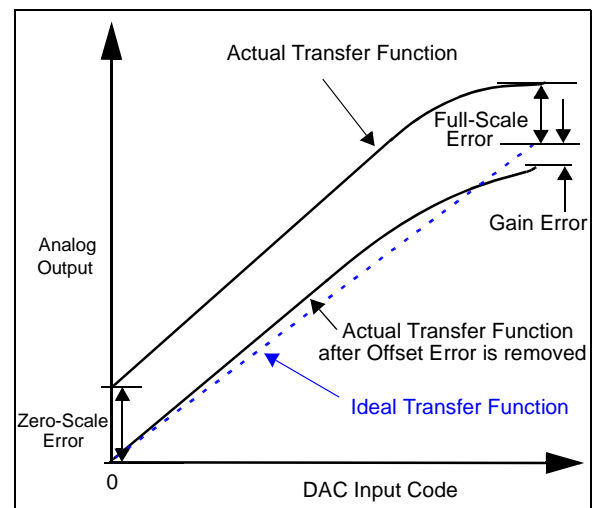 Actual Transfer Function
Full-Scale
Error
Gain Error
Analog
Output
Actual Transfer Function
after Offset Error is removed
Ideal Transfer Function
Zero-Scale
Error
0
DAC Input Code